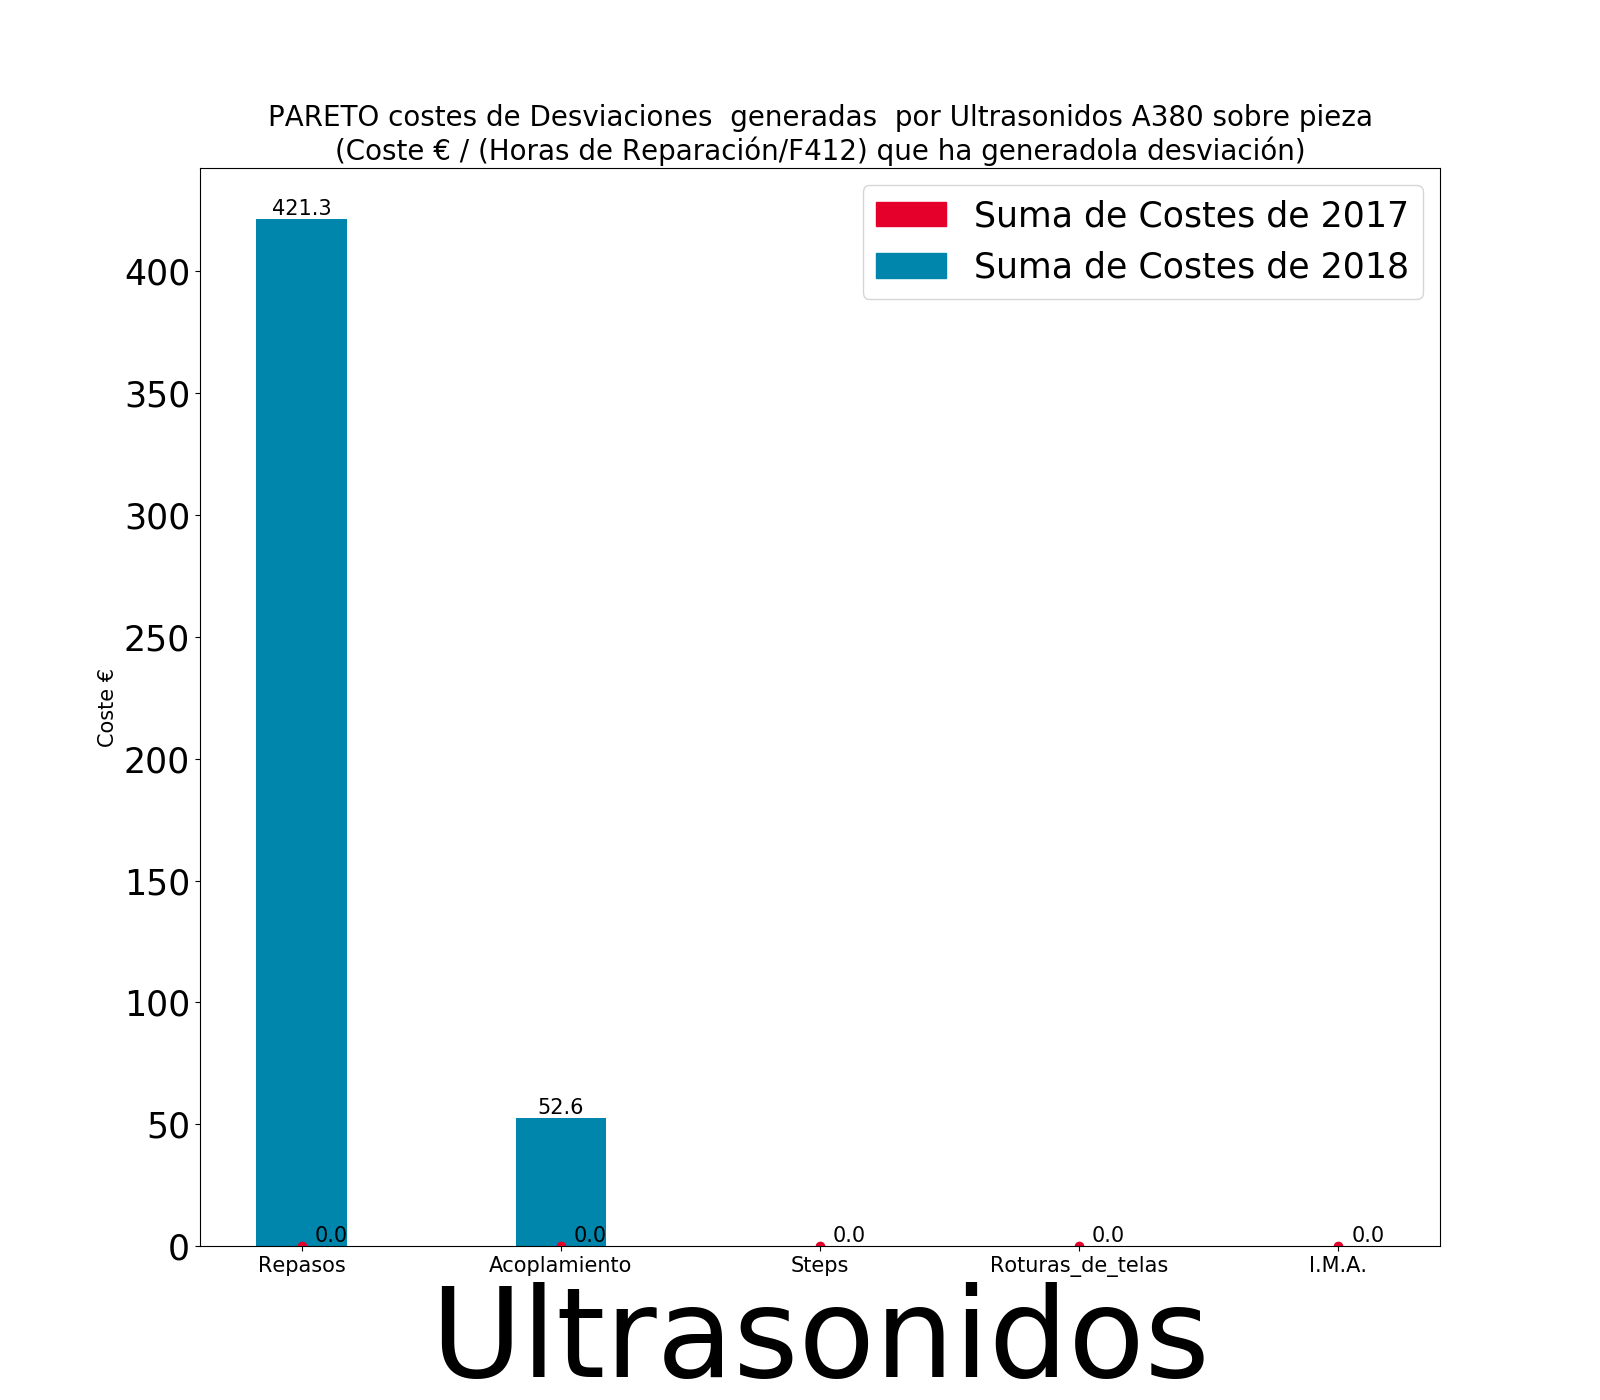 PARETO costes de Desviaciones  generadas  por Ultrasonidos A380 sobre pieza
(Coste € / (Horas de Reparación/F412) que ha generadola desviación)
Suma de Costes de 2017
Suma de Costes de 2018
421.3
400
350
300
250
Coste €
200
150
100
52.6
50
0.0
0.0
0.0
0.0
0.0
0
Repasos
Acoplamiento
Steps
Roturas_de_telas
I.M.A.
Ultrasonidos